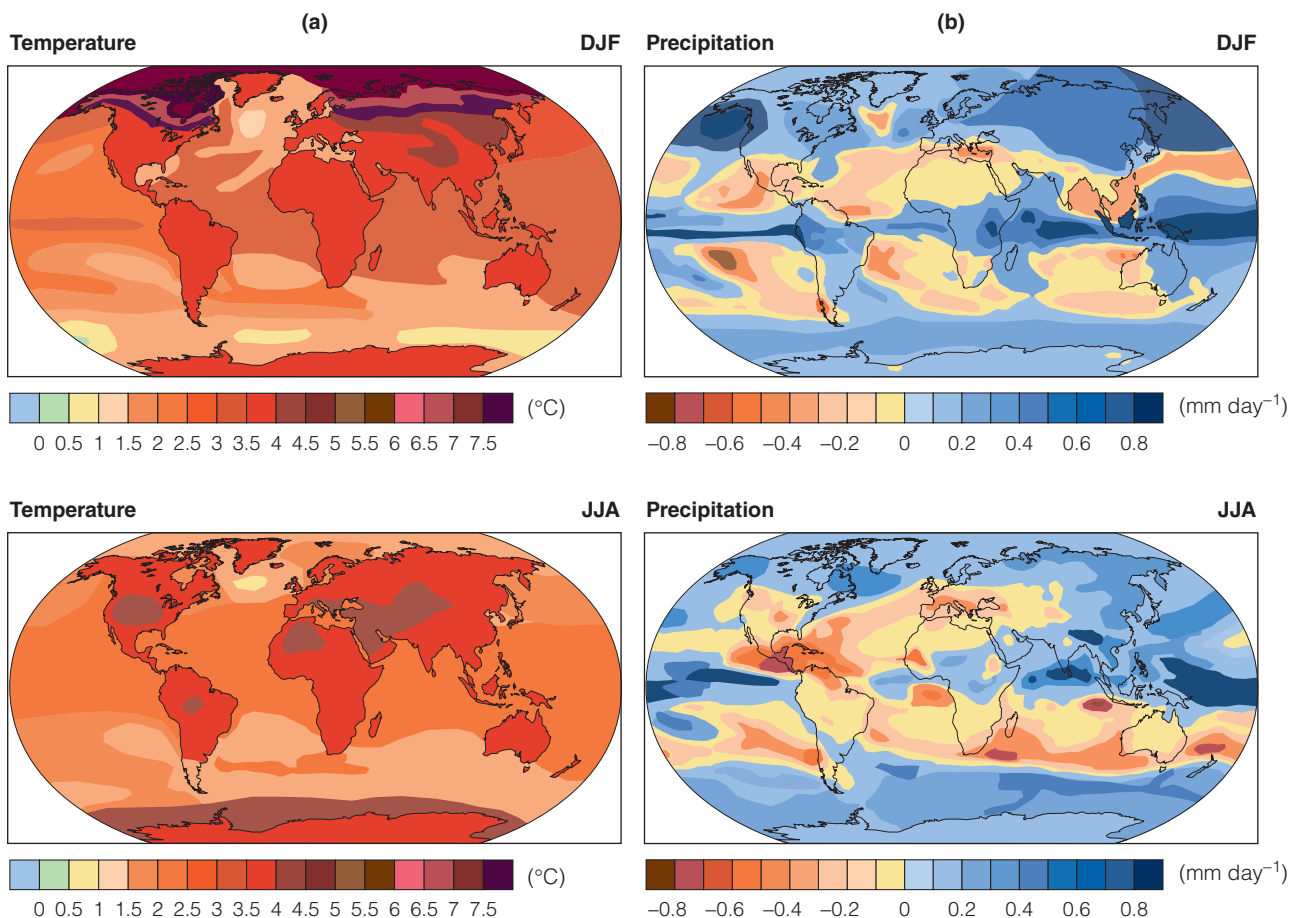 (a)
(b)
Temperature DJF
Precipitation DJF
(°C)
0 0.5 1 1.5 2 2.5 3 3.5 4 4.5 5 5.5 6 6.5 7 7.5
(mm day⁻¹)
−0.8 −0.6 −0.4 −0.2 0 0.2 0.4 0.6 0.8
Temperature JJA
Precipitation JJA
(°C)
0 0.5 1 1.5 2 2.5 3 3.5 4 4.5 5 5.5 6 6.5 7 7.5
(mm day⁻¹)
−0.8 −0.6 −0.4 −0.2 0 0.2 0.4 0.6 0.8